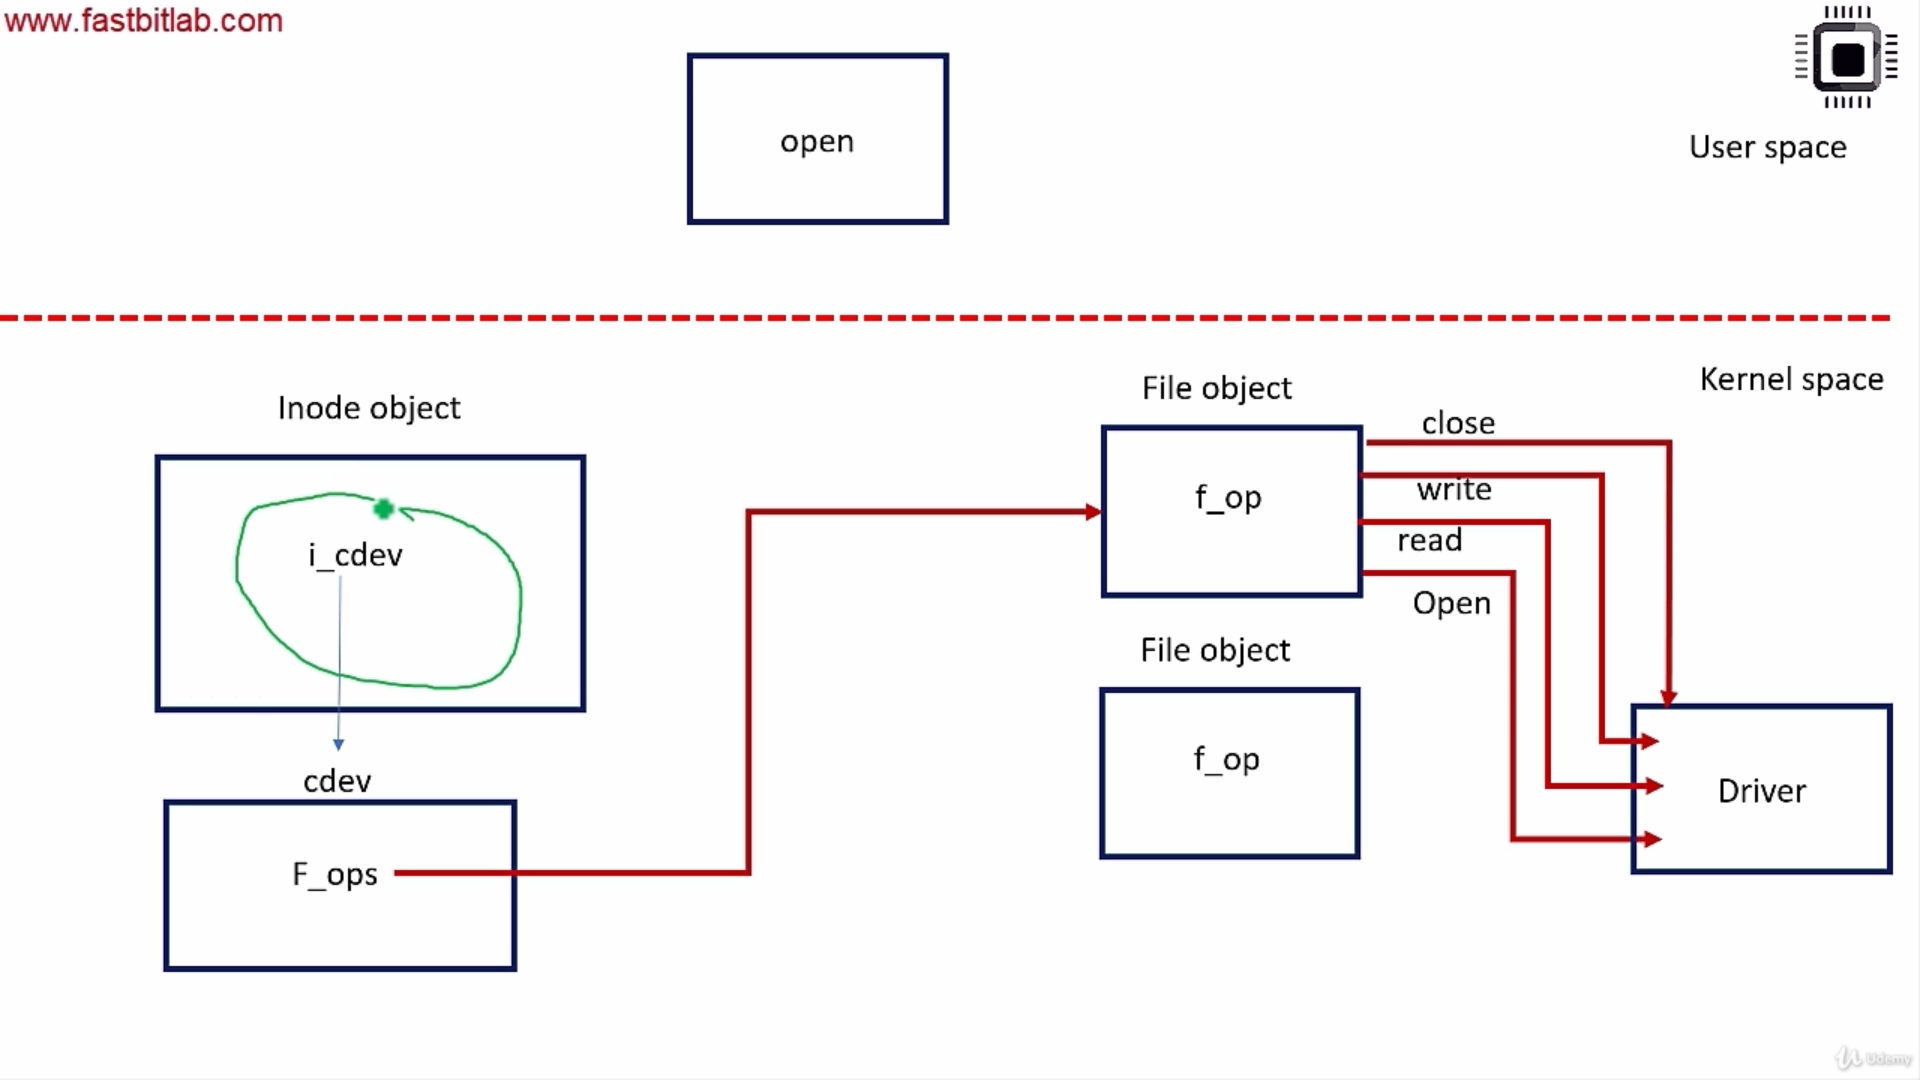 www.fastbitlab.com
open
User space
Kernel space
Inode object
i_cdev
cdev
F_ops
File object
f_op
close
write
read
Open
File object
f_op
Driver
Udemy